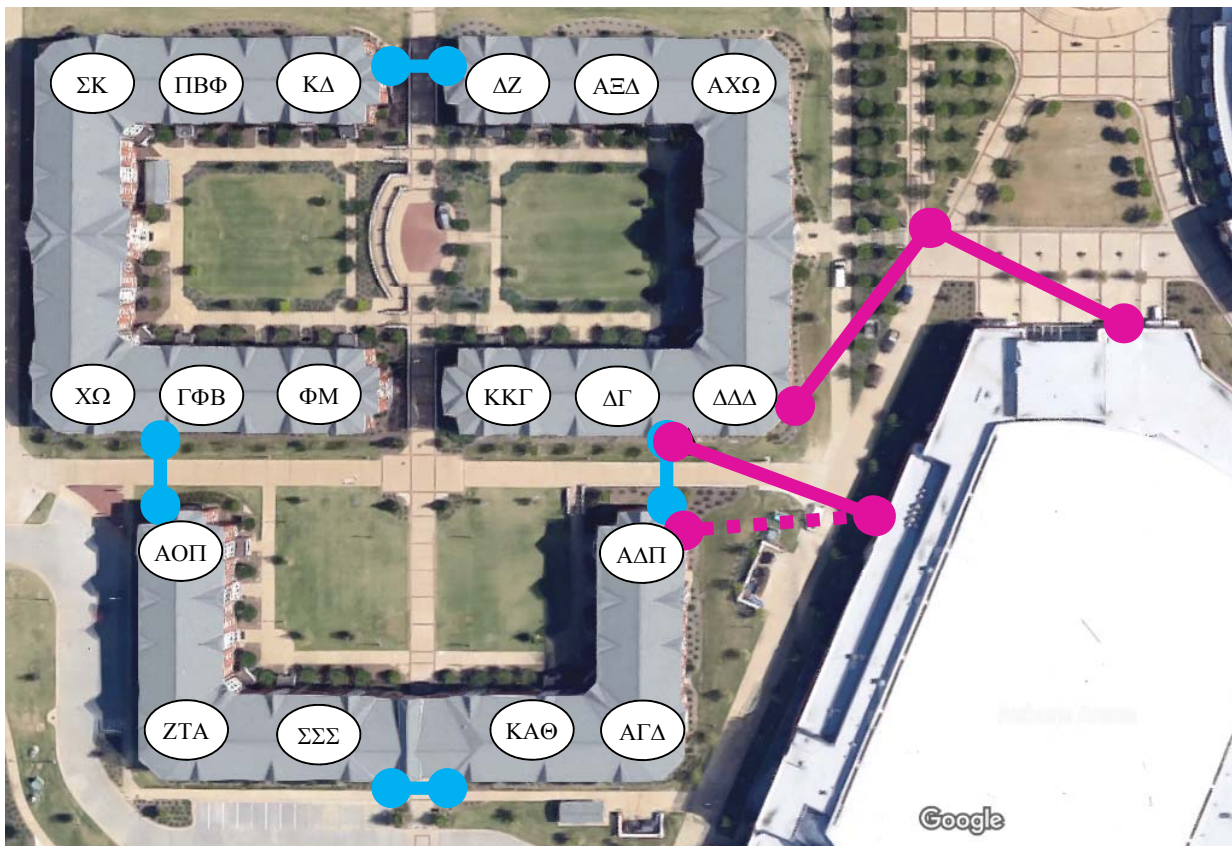 ΣΚ
ΠΒΦ
ΚΔ
ΔΖ
ΑΞΔ
ΑΧΩ
ΧΩ
ΓΦΒ
ΦΜ
ΚΚΓ
ΔΓ
ΔΔΔ
ΑΟΠ
ΑΔΠ
ΖΤΑ
ΣΣΣ
ΚΑΘ
ΑΓΔ
Google